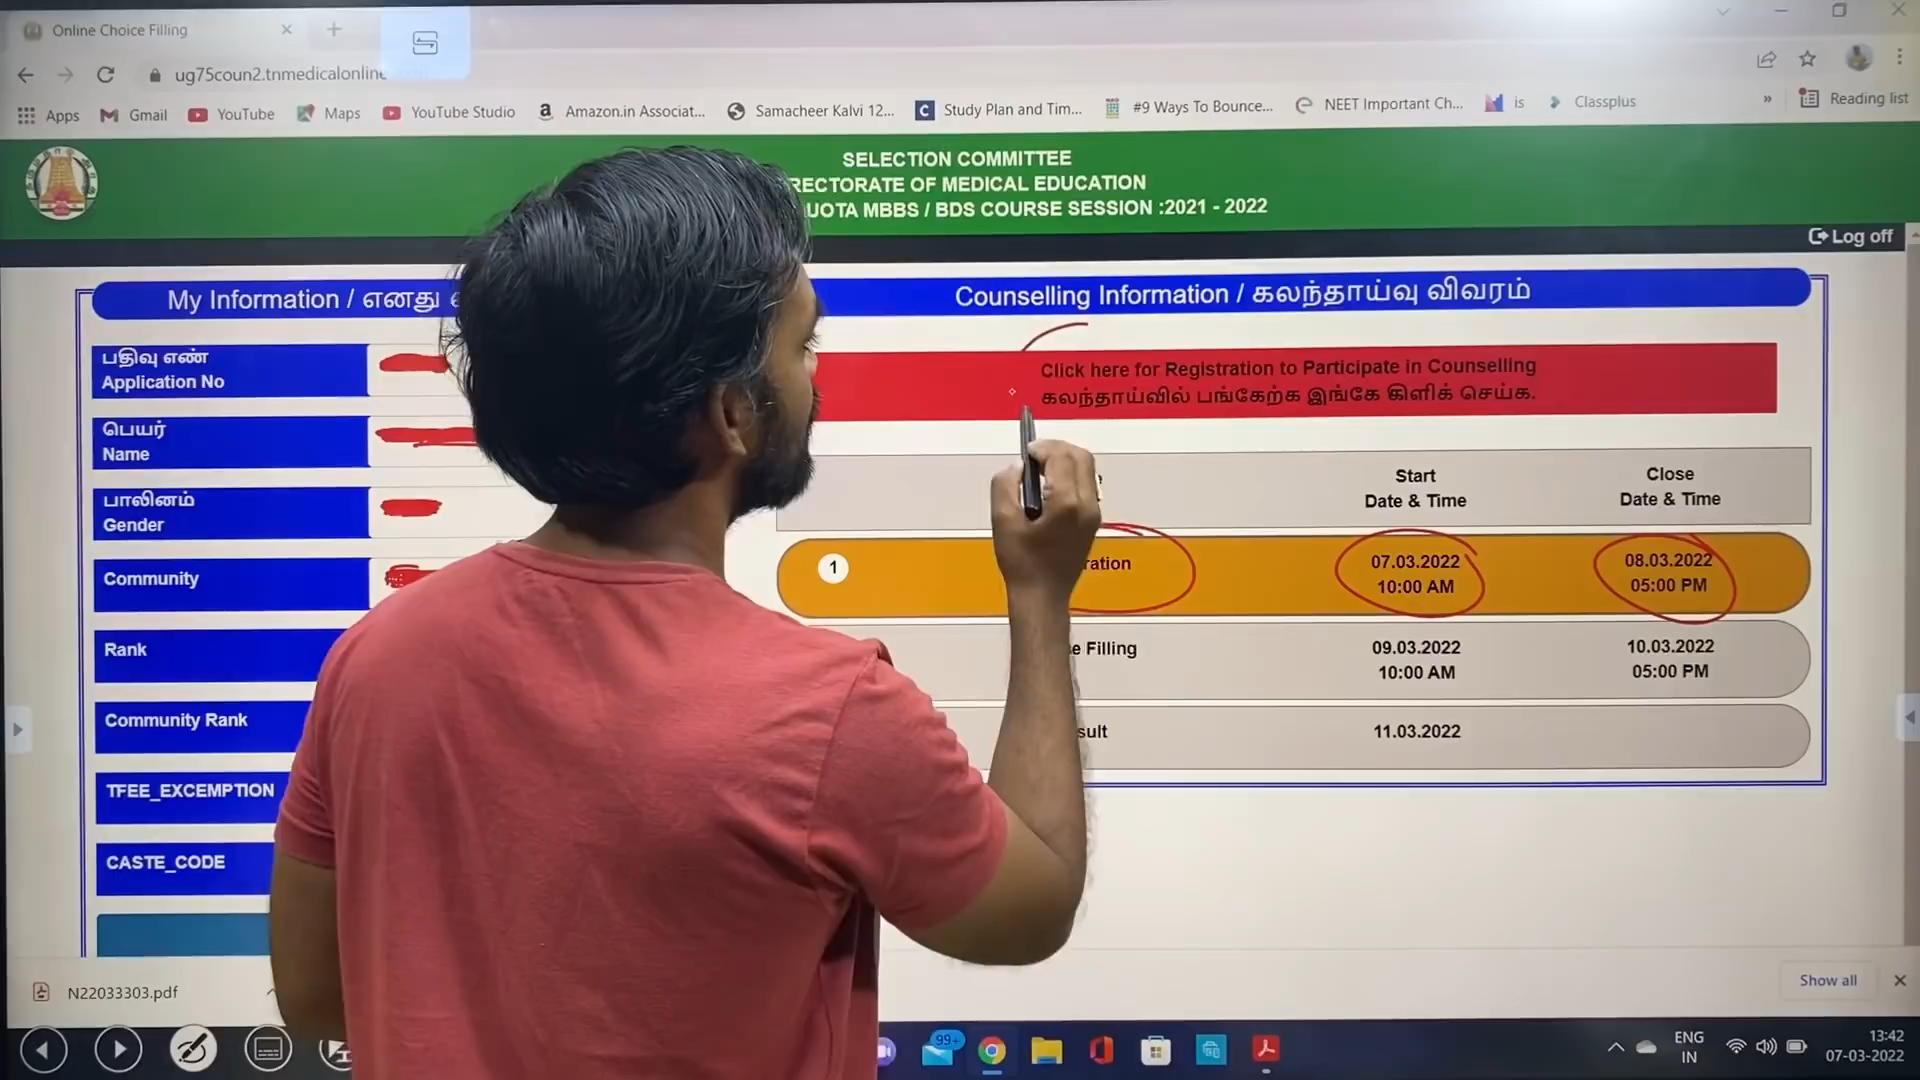 Online Choice Filling
ug75coun2.tnmedicalonline
Apps
Gmail
YouTube
Maps
YouTube Studio
Amazon.in Associat...
Samacheer Kalvi 12...
Study Plan and Tim...
#9 Ways To Bounce...
NEET Important Ch...
is
Classplus
»
Reading list
SELECTION COMMITTEE
RECTORATE OF MEDICAL EDUCATION
UOTA MBBS / BDS COURSE SESSION :2021 - 2022
Log off
My Information / எனது
Counselling Information / கலந்தாய்வு விவரம்
பதிவு எண்
Application No
Click here for Registration to Participate in Counselling
கலந்தாய்வில் பங்கேற்க இங்கே கிளிக் செய்க.
பெயர்
Name
பாலினம்
Gender
Community
Rank
Community Rank
TFEE_EXCEMPTION
CASTE_CODE
Start
Date & Time
Close
Date & Time
1
ration
07.03.2022
10:00 AM
08.03.2022
05:00 PM
e Filling
09.03.2022
10:00 AM
10.03.2022
05:00 PM
sult
11.03.2022
N22033303.pdf
Show all
99+
ENG
IN
13:42
07-03-2022